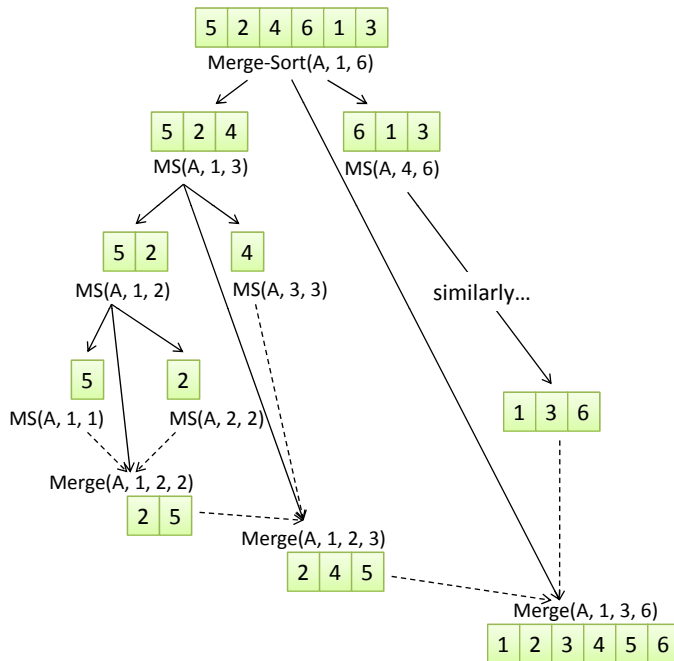 5 2 4 6 1 3
Merge-Sort(A, 1, 6)
5 2 4
6 1 3
MS(A, 1, 3)
MS(A, 4, 6)
5 2
4
MS(A, 1, 2)
MS(A, 3, 3)
similarly...
5
2
1 3 6
MS(A, 1, 1)
MS(A, 2, 2)
Merge(A, 1, 2, 2)
2 5
Merge(A, 1, 2, 3)
2 4 5
Merge(A, 1, 3, 6)
1 2 3 4 5 6